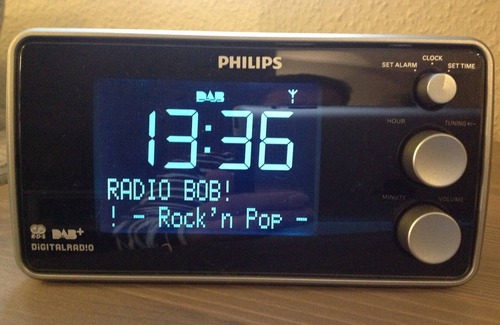 PHILIPS
CLOCK
SET ALARM
SET TIME
DAB
13:36
HOUR
TUNING
RADIO BOB!
! - Rock'n Pop -
MINUTE
VOLUME
RDS DAB+
DiGiTALRADiO